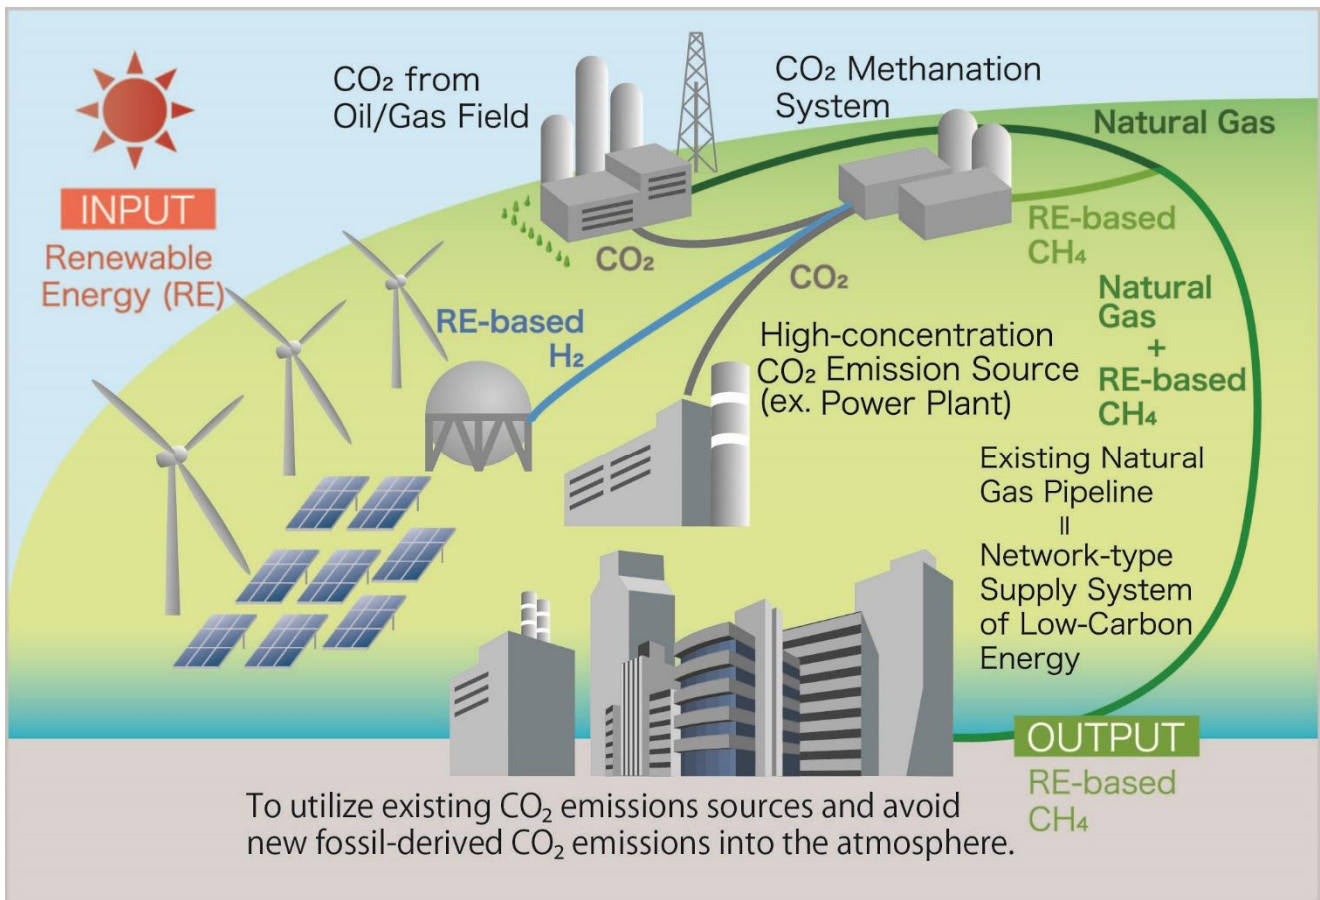 CO₂ from
Oil/Gas Field
CO₂ Methanation
System
Natural Gas
INPUT
Renewable
Energy (RE)
CO₂
CO₂
RE-based
CH₄
RE-based
H₂
High-concentration
CO₂ Emission Source
(ex. Power Plant)
Natural
Gas
+
RE-based
CH₄
Existing Natural
Gas Pipeline
=
Network-type
Supply System
of Low-Carbon
Energy
OUTPUT
RE-based
CH₄
To utilize existing CO₂ emissions sources and avoid
new fossil-derived CO₂ emissions into the atmosphere.